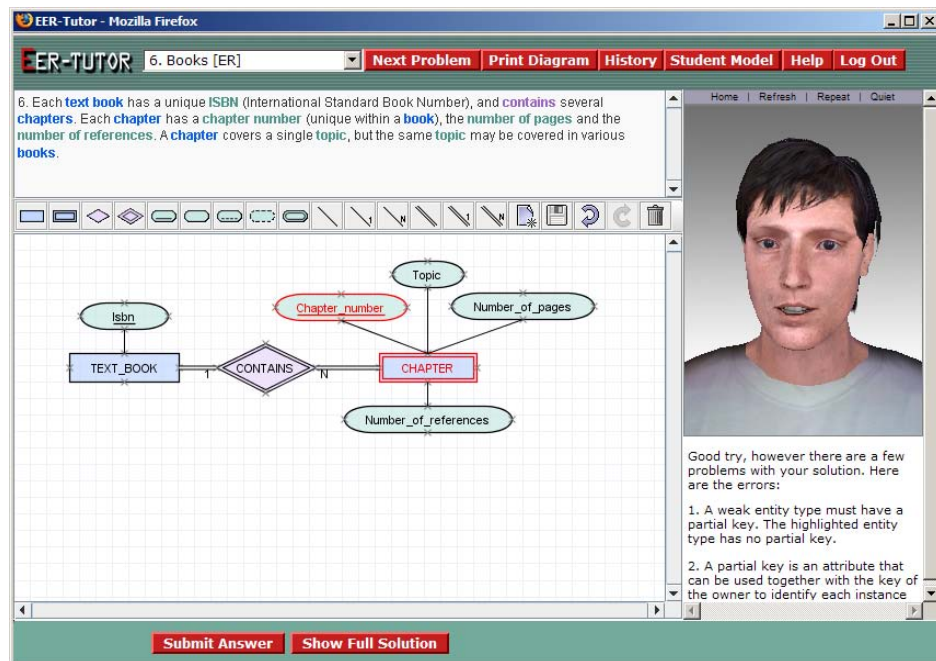 EER-Tutor - Mozilla Firefox
EER-TUTOR 6. Books [ER] Next Problem Print Diagram History Student Model Help Log Out
6. Each text book has a unique ISBN (International Standard Book Number), and contains several
chapters. Each chapter has a chapter number (unique within a book), the number of pages and the
number of references. A chapter covers a single topic, but the same topic may be covered in various
books.
Home | Refresh | Repeat | Quiet
1 N 1 N
Topic
Isbn
Chapter_number
Number_of_pages
TEXT_BOOK
1
CONTAINS
N
CHAPTER
Number_of_references
Good try, however there are a few
problems with your solution. Here
are the errors:
1. A weak entity type must have a
partial key. The highlighted entity
type has no partial key.
2. A partial key is an attribute that
can be used together with the key of
the owner to identify each instance
Submit Answer Show Full Solution